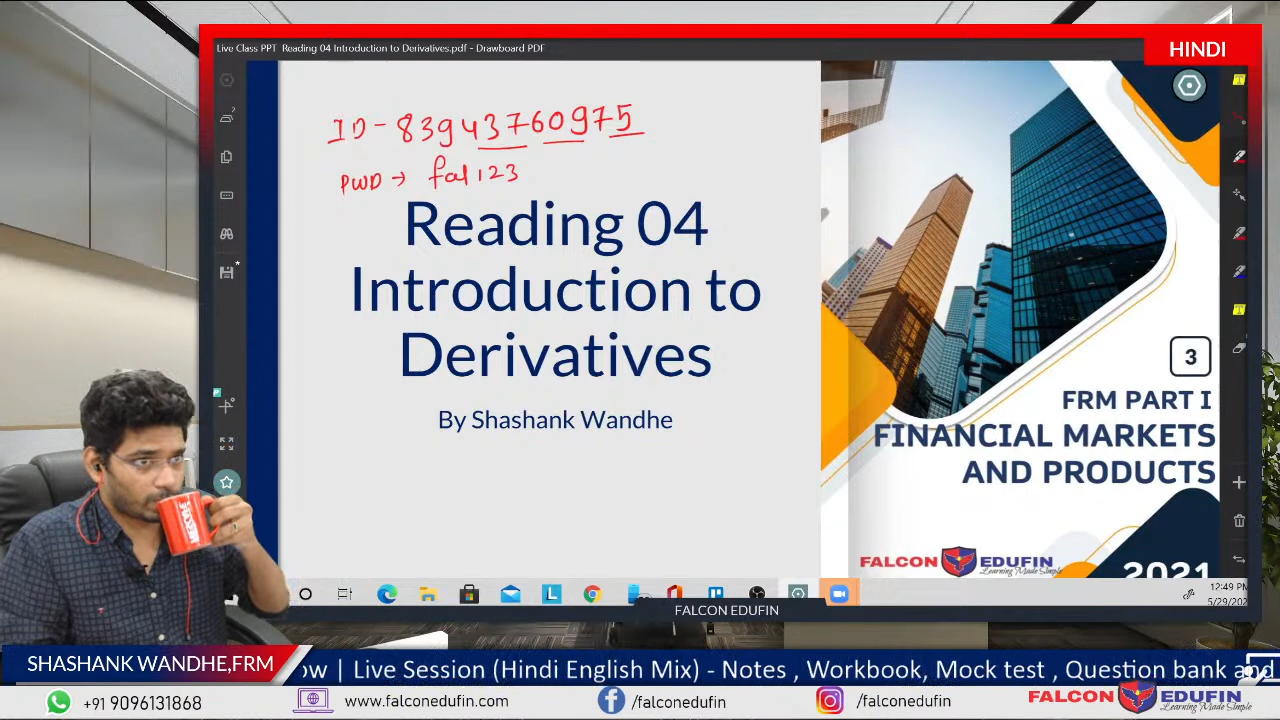 Live Class PPT Reading 04 Introduction to Derivatives.pdf - Drawboard PDF
HINDI
ID - 83943760975
PWD → fal123
Reading 04
Introduction to
Derivatives
By Shashank Wandhe
3
FRM PART I
FINANCIAL MARKETS
AND PRODUCTS
FALCON EDUFIN
Learning Made Simple
2021
12:49 PM
5/29/202
FALCON EDUFIN
SHASHANK WANDHE,FRM
ow | Live Session (Hindi English Mix) - Notes , Workbook, Mock test , Question bank and
+91 9096131868
www.falconedufin.com
/falconedufin
/falconedufin
FALCON EDUFIN
Learning Made Simple